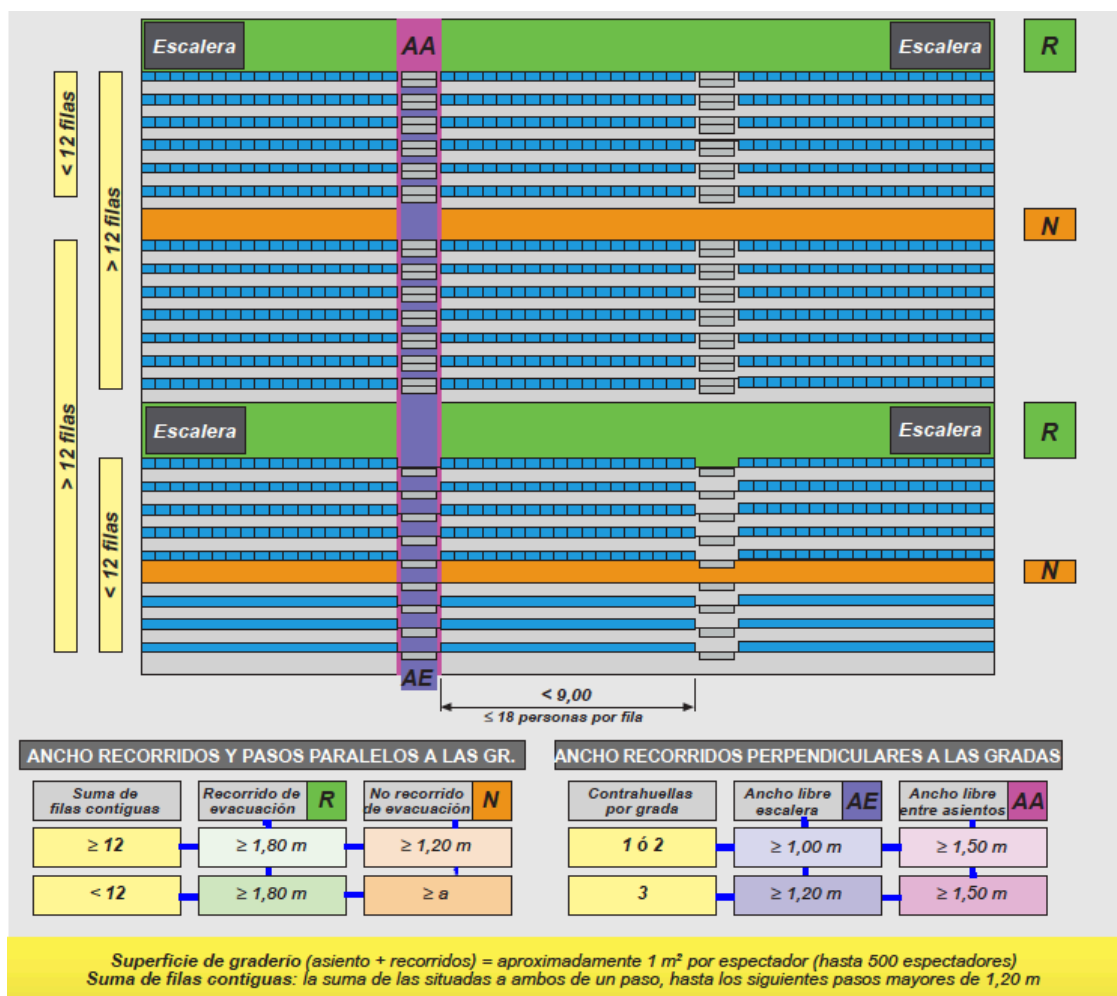 Escalera
AA
Escalera
R
< 12 filas
> 12 filas
N
> 12 filas
Escalera
Escalera
R
< 12 filas
N
AE
< 9,00
≤ 18 personas por fila
ANCHO RECORRIDOS Y PASOS PARALELOS A LAS GR.
Suma de
filas contiguas
Recorrido de
evacuación
R
No recorrido
de evacuación
N
≥ 12
≥ 1,80 m
≥ 1,20 m
< 12
≥ 1,80 m
≥ a
ANCHO RECORRIDOS PERPENDICULARES A LAS GRADAS
Contrahuellas
por grada
Ancho libre
escalera
AE
Ancho libre
entre asientos
AA
1 ó 2
≥ 1,00 m
≥ 1,50 m
3
≥ 1,20 m
≥ 1,50 m
Superficie de graderío (asiento + recorridos) = aproximadamente 1 m² por espectador (hasta 500 espectadores)
Suma de filas contiguas: la suma de las situadas a ambos de un paso, hasta los siguientes pasos mayores de 1,20 m